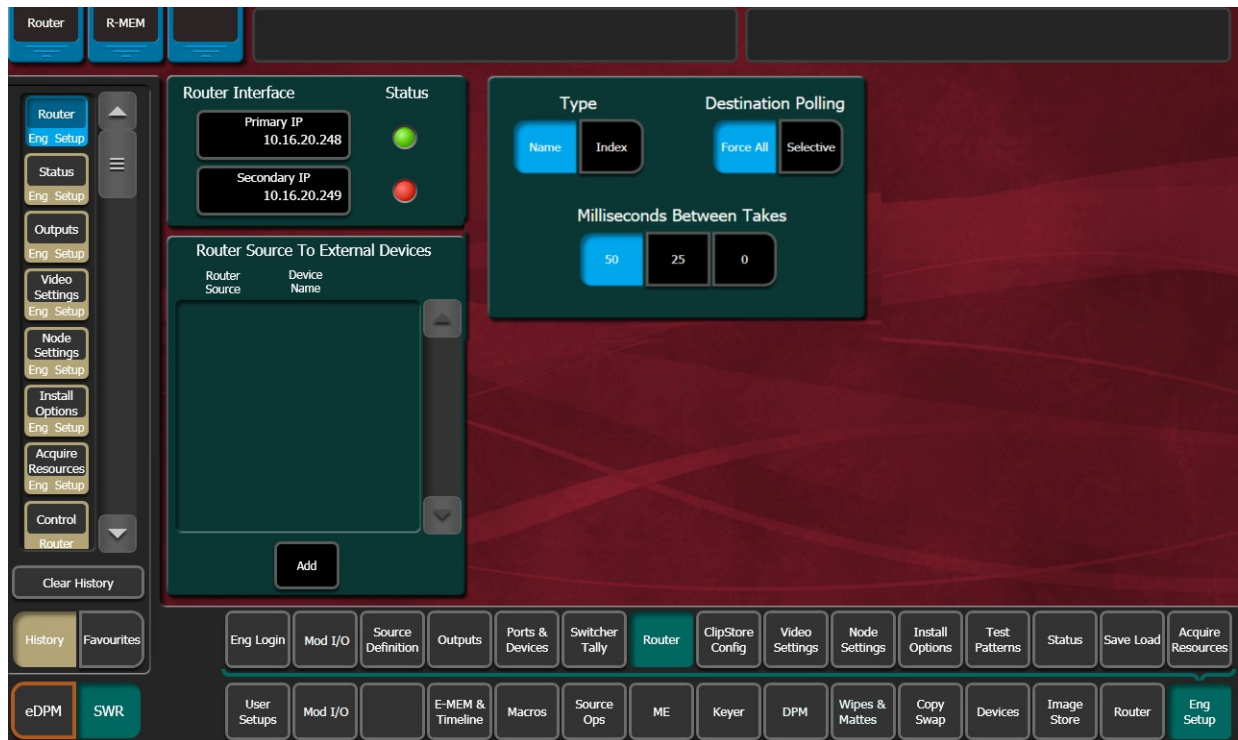 Router
R-MEM
Router
Eng Setup
Status
Eng Setup
Outputs
Eng Setup
Video
Settings
Eng Setup
Node
Settings
Eng Setup
Install
Options
Eng Setup
Acquire
Resources
Eng Setup
Control
Router
Clear History
History
Favourites
eDPM
SWR
Router Interface
Status
Primary IP
10.16.20.248
Secondary IP
10.16.20.249
Router Source To External Devices
Router
Source
Device
Name
Add
Type
Name
Index
Destination Polling
Force All
Selective
Milliseconds Between Takes
50
25
0
Eng Login
Mod I/O
Source
Definition
Outputs
Ports &
Devices
Switcher
Tally
Router
ClipStore
Config
Video
Settings
Node
Settings
Install
Options
Test
Patterns
Status
Save Load
Acquire
Resources
User
Setups
Mod I/O
E-MEM &
Timeline
Macros
Source
Ops
ME
Keyer
DPM
Wipes &
Mattes
Copy
Swap
Devices
Image
Store
Router
Eng
Setup